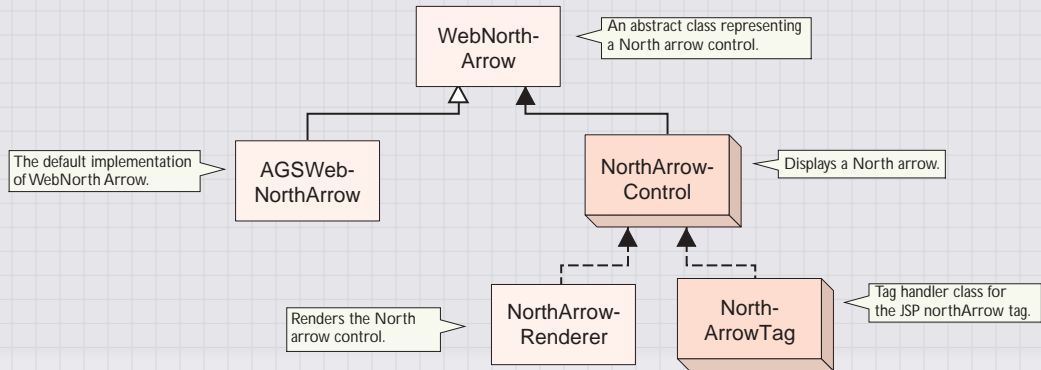 WebNorth-
Arrow
An abstract class representing
a North arrow control.
The default implementation
of WebNorth Arrow.
AGSWeb-
NorthArrow
NorthArrow-
Control
Displays a North arrow.
Renders the North
arrow control.
NorthArrow-
Renderer
North-
ArrowTag
Tag handler class for
the JSP northArrow tag.